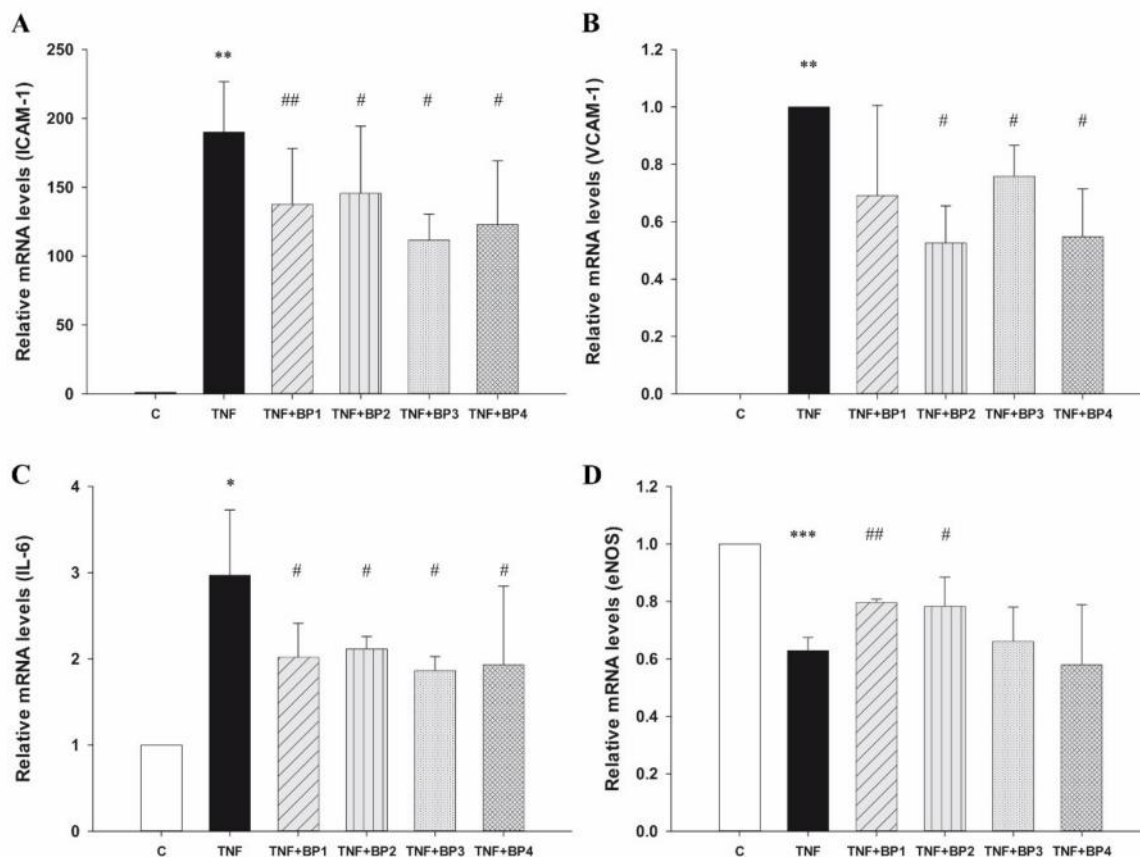 A
Relative mRNA levels (ICAM-1)
250
200
150
100
50
0
**
##
#
#
#
C
TNF
TNF+BP1
TNF+BP2
TNF+BP3
TNF+BP4
B
Relative mRNA levels (VCAM-1)
1.2
1.0
0.8
0.6
0.4
0.2
0.0
**
#
#
#
C
TNF
TNF+BP1
TNF+BP2
TNF+BP3
TNF+BP4
C
Relative mRNA levels (IL-6)
4
3
2
1
0
*
#
#
#
#
C
TNF
TNF+BP1
TNF+BP2
TNF+BP3
TNF+BP4
D
Relative mRNA levels (eNOS)
1.2
1.0
0.8
0.6
0.4
0.2
0.0
***
##
#
C
TNF
TNF+BP1
TNF+BP2
TNF+BP3
TNF+BP4